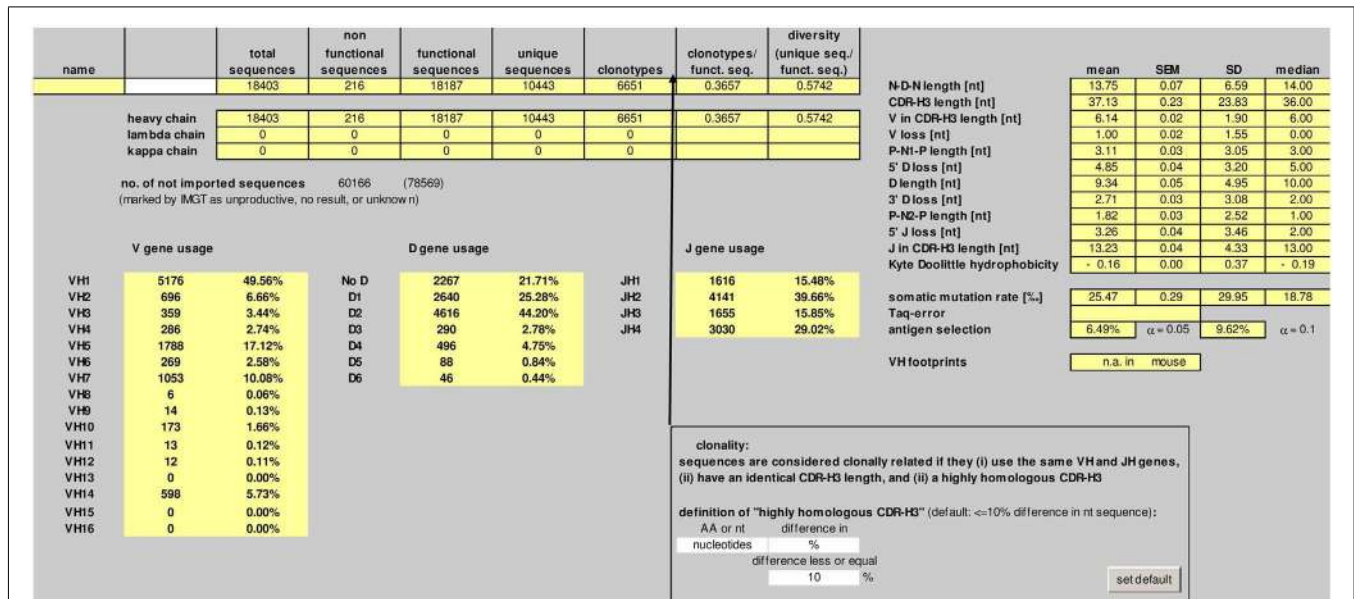 name total sequences non functional sequences functional sequences unique sequences clonotypes clonotypes/ funct. seq. diversity (unique seq./ funct. seq.)
18403 216 18187 10443 6651 0.3657 0.5742
heavy chain 18403 216 18187 10443 6651 0.3657 0.5742
lambda chain 0 0 0 0 0
kappa chain 0 0 0 0 0
no. of not imported sequences 60166 (78569)
(marked by IMGT as unproductive, no result, or unknown)
mean SEM SD median
N-D-N length [nt] 13.75 0.07 6.59 14.00
CDR-H3 length [nt] 37.13 0.23 23.83 36.00
V in CDR-H3 length [nt] 6.14 0.02 1.90 6.00
V loss [nt] 1.00 0.02 1.55 0.00
P-N1-P length [nt] 3.11 0.03 3.05 3.00
5' D loss [nt] 4.85 0.04 3.20 5.00
D length [nt] 9.34 0.05 4.95 10.00
3' D loss [nt] 2.71 0.03 3.08 2.00
P-N2-P length [nt] 1.82 0.03 2.52 1.00
5' J loss [nt] 3.26 0.04 3.46 2.00
J in CDR-H3 length [nt] 13.23 0.04 4.33 13.00
Kyte Doolittle hydrophobicity - 0.16 0.00 0.37 - 0.19
somatic mutation rate [‰] 25.47 0.29 29.95 18.78
Taq-error
antigen selection 6.49% α = 0.05 9.62% α = 0.1
VH footprints n.a. in mouse
V gene usage D gene usage J gene usage
VH1 5176 49.56% No D 2267 21.71% JH1 1616 15.48%
VH2 696 6.66% D1 2640 25.28% JH2 4141 39.66%
VH3 359 3.44% D2 4616 44.20% JH3 1655 15.85%
VH4 286 2.74% D3 290 2.78% JH4 3030 29.02%
VH5 1788 17.12% D4 496 4.75%
VH6 269 2.58% D5 88 0.84%
VH7 1053 10.08% D6 46 0.44%
VH8 6 0.06%
VH9 14 0.13%
VH10 173 1.66%
VH11 13 0.12%
VH12 12 0.11%
VH13 0 0.00%
VH14 598 5.73%
VH15 0 0.00%
VH16 0 0.00%
clonality:
sequences are considered clonally related if they (i) use the same VH and JH genes,
(ii) have an identical CDR-H3 length, and (ii) a highly homologous CDR-H3
definition of "highly homologous CDR-H3" (default: <=10% difference in nt sequence):
AA or nt difference in
nucleotides %
difference less or equal
10 %
set default